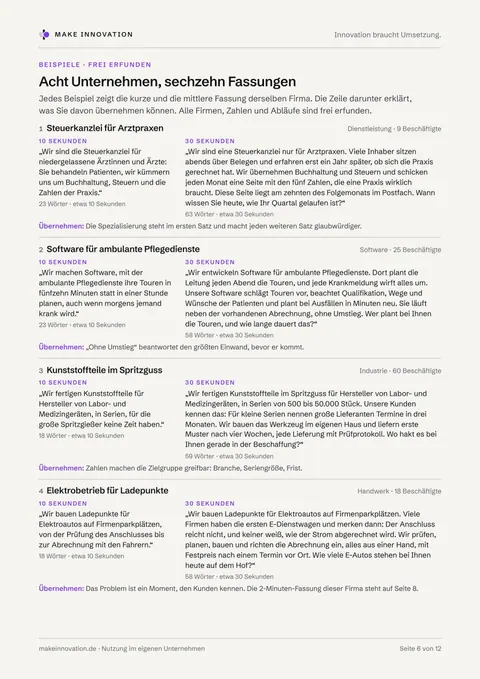 MAKE INNOVATION
Innovation braucht Umsetzung.
BEISPIELE · FREI ERFUNDEN
Acht Unternehmen, sechzehn Fassungen
Jedes Beispiel zeigt die kurze und die mittlere Fassung derselben Firma. Die Zeile darunter erklärt,
was Sie davon übernehmen können. Alle Firmen, Zahlen und Abläufe sind frei erfunden.
1 Steuerkanzlei für Arztpraxen
Dienstleistung · 9 Beschäftigte
10 SEKUNDEN
„Wir sind die Steuerkanzlei für
niedergelassene Ärztinnen und Ärzte:
Sie behandeln Patienten, wir kümmern
uns um Buchhaltung, Steuern und die
Zahlen der Praxis.“
23 Wörter · etwa 10 Sekunden
30 SEKUNDEN
„Wir sind eine Steuerkanzlei nur für Arztpraxen. Viele Inhaber sitzen
abends über Belegen und erfahren erst ein Jahr später, ob sich die Praxis
gerechnet hat. Wir übernehmen Buchhaltung und Steuern und schicken
jeden Monat eine Seite mit den fünf Zahlen, die eine Praxis wirklich
braucht. Diese Seite liegt am zehnten des Folgemonats im Postfach. Wann
wissen Sie heute, wie Ihr Quartal gelaufen ist?“
63 Wörter · etwa 30 Sekunden
Übernehmen: Die Spezialisierung steht im ersten Satz und macht jeden weiteren Satz glaubwürdiger.
2 Software für ambulante Pflegedienste
Software · 25 Beschäftigte
10 SEKUNDEN
„Wir machen Software, mit der
ambulante Pflegedienste ihre Touren in
fünfzehn Minuten statt in einer Stunde
planen, auch wenn morgens jemand
krank wird.“
23 Wörter · etwa 10 Sekunden
30 SEKUNDEN
„Wir entwickeln Software für ambulante Pflegedienste. Dort plant die
Leitung jeden Abend die Touren, und jede Krankmeldung wirft alles um.
Unsere Software schlägt Touren vor, beachtet Qualifikation, Wege und
Wünsche der Patienten und plant bei Ausfällen in Minuten neu. Sie läuft
neben der vorhandenen Abrechnung, ohne Umstieg. Wer plant bei Ihnen
die Touren, und wie lange dauert das?“
58 Wörter · etwa 30 Sekunden
Übernehmen: „Ohne Umstieg“ beantwortet den größten Einwand, bevor er kommt.
3 Kunststoffteile im Spritzguss
Industrie · 60 Beschäftigte
10 SEKUNDEN
„Wir fertigen Kunststoffteile für
Hersteller von Labor- und
Medizingeräten, in Serien, für die
große Spritzgießer keine Zeit haben.“
18 Wörter · etwa 10 Sekunden
30 SEKUNDEN
„Wir fertigen Kunststoffteile im Spritzguss für Hersteller von Labor- und
Medizingeräten, in Serien von 500 bis 50.000 Stück. Unsere Kunden
kennen das: Für kleine Serien nennen große Lieferanten Termine in drei
Monaten. Wir bauen das Werkzeug im eigenen Haus und liefern erste
Muster nach vier Wochen, jede Lieferung mit Prüfprotokoll. Wo hakt es bei
Ihnen gerade in der Beschaffung?“
59 Wörter · etwa 30 Sekunden
Übernehmen: Zahlen machen die Zielgruppe greifbar: Branche, Seriengröße, Frist.
4 Elektrobetrieb für Ladepunkte
Handwerk · 18 Beschäftigte
10 SEKUNDEN
„Wir bauen Ladepunkte für
Elektroautos auf Firmenparkplätzen,
von der Prüfung des Anschlusses bis
zur Abrechnung mit den Fahrern.“
18 Wörter · etwa 10 Sekunden
30 SEKUNDEN
„Wir bauen Ladepunkte für Elektroautos auf Firmenparkplätzen. Viele
Firmen haben die ersten E-Dienstwagen und merken dann: Der Anschluss
reicht nicht, und keiner weiß, wie der Strom abgerechnet wird. Wir prüfen,
planen, bauen und richten die Abrechnung ein, alles aus einer Hand, mit
Festpreis nach einem Termin vor Ort. Wie viele E-Autos stehen bei Ihnen
heute auf dem Hof?“
58 Wörter · etwa 30 Sekunden
Übernehmen: Das Problem ist ein Moment, den Kunden kennen. Die 2-Minuten-Fassung dieser Firma steht auf Seite 8.
makeinnovation.de · Nutzung im eigenen Unternehmen
Seite 6 von 12